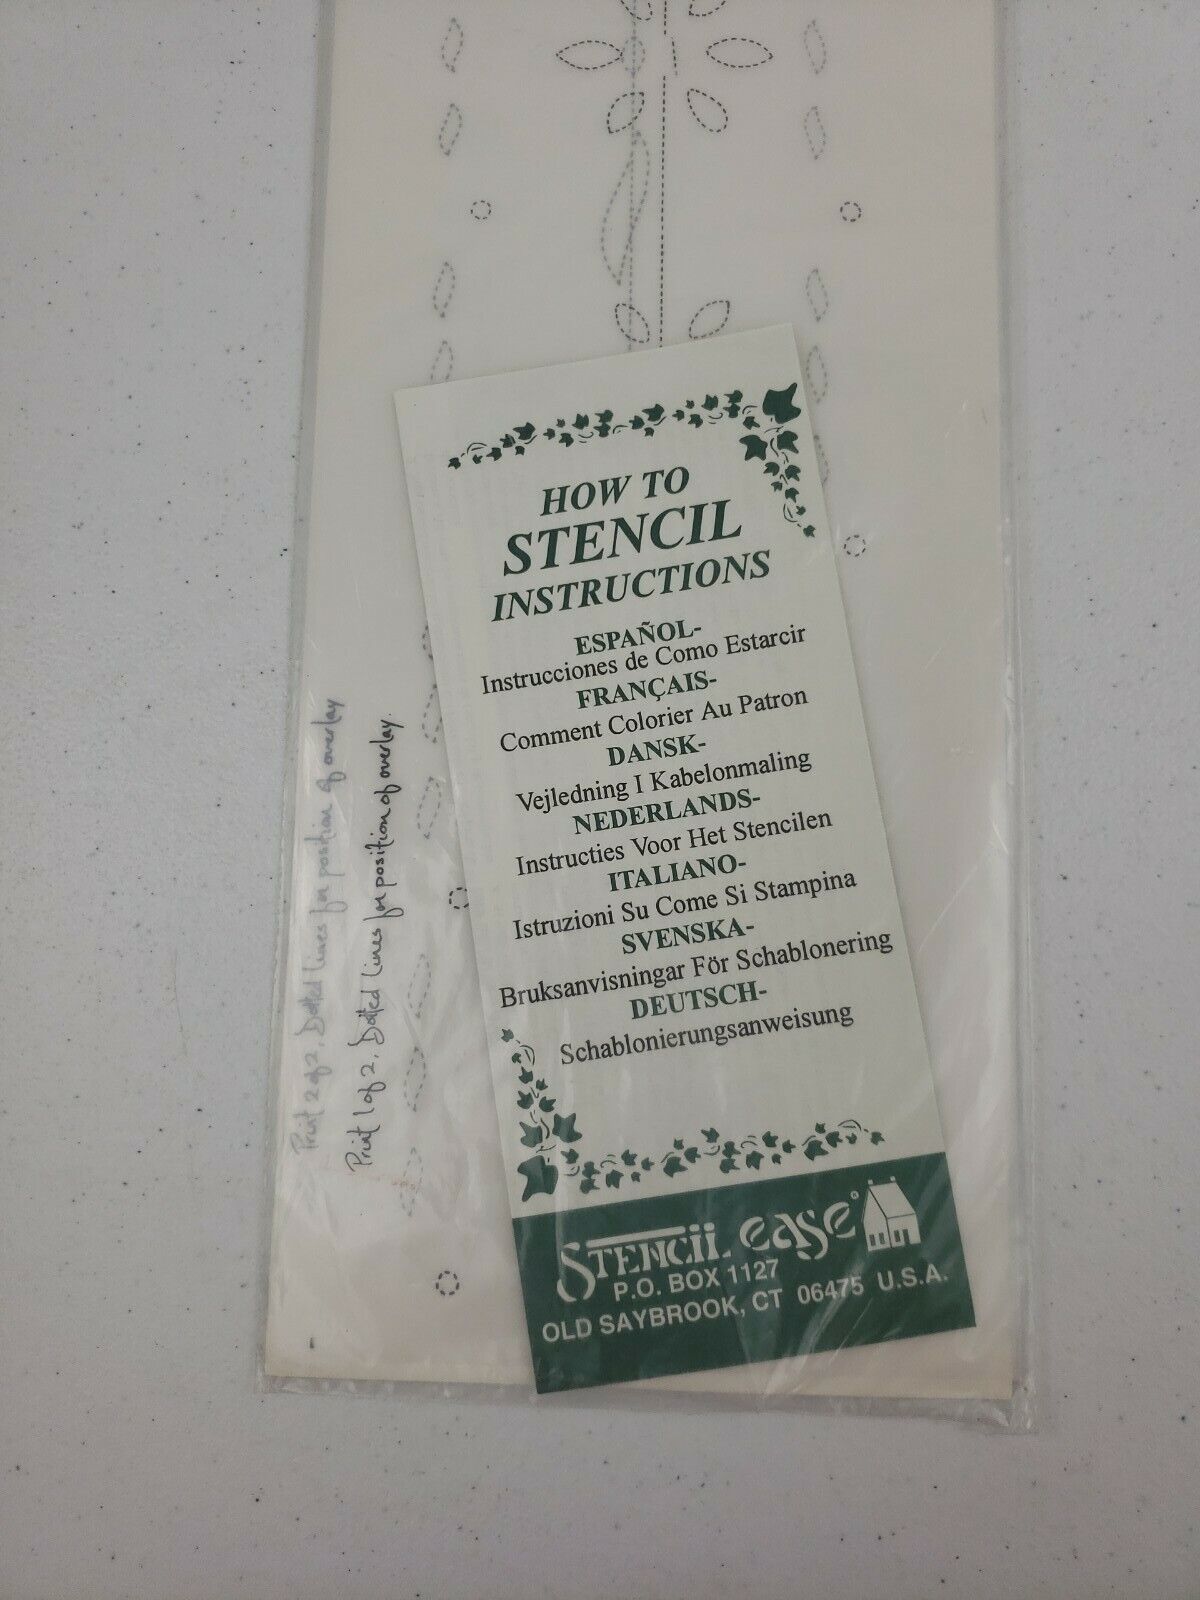 HOW TO
STENCIL
INSTRUCTIONS
ESPAÑOL-
Instrucciones de Como Estarcir
FRANÇAIS-
Comment Colorier Au Patron
DANSK-
Vejledning I Kabelonmaling
NEDERLANDS-
Instructies Voor Het Stencilen
ITALIANO-
Istruzioni Su Come Si Stampina
SVENSKA-
Bruksanvisningar För Schablonering
DEUTSCH-
Schablonierungsanweisung
STENCIL ease®
P.O. BOX 1127
OLD SAYBROOK, CT 06475 U.S.A.
Print 2 of 2. Dotted lines for position of overlay
Print 1 of 2. Dotted lines for position of overlay.